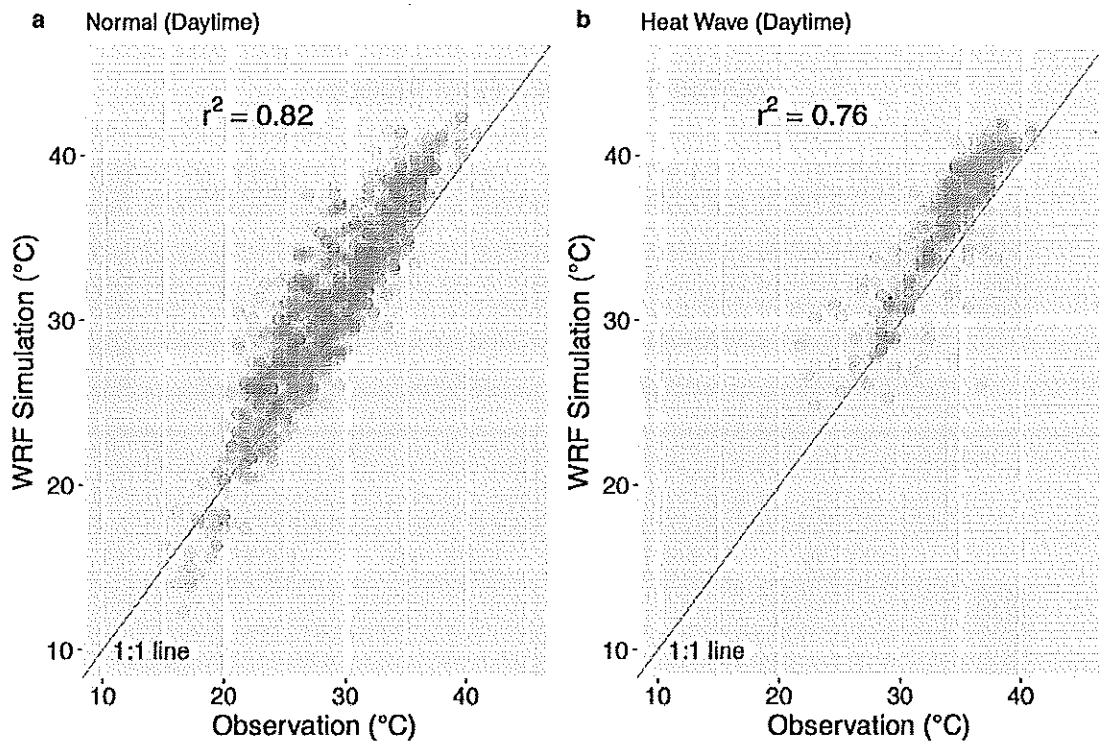 a Normal (Daytime)
r² = 0.82
40
30
20
10
1:1 line
10 20 30 40
Observation (°C)
WRF Simulation (°C)
b Heat Wave (Daytime)
r² = 0.76
40
30
20
10
1:1 line
10 20 30 40
Observation (°C)
WRF Simulation (°C)